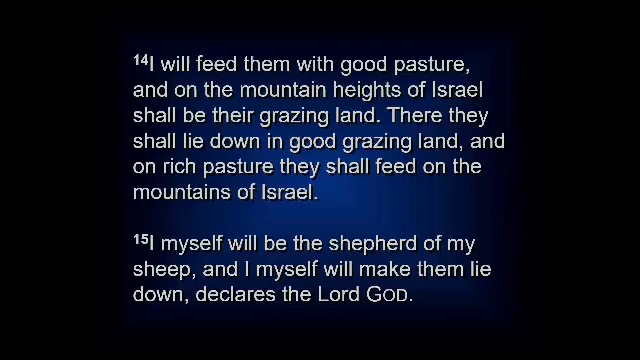 14I will feed them with good pasture,
and on the mountain heights of Israel
shall be their grazing land. There they
shall lie down in good grazing land, and
on rich pasture they shall feed on the
mountains of Israel.
15I myself will be the shepherd of my
sheep, and I myself will make them lie
down, declares the Lord GOD.